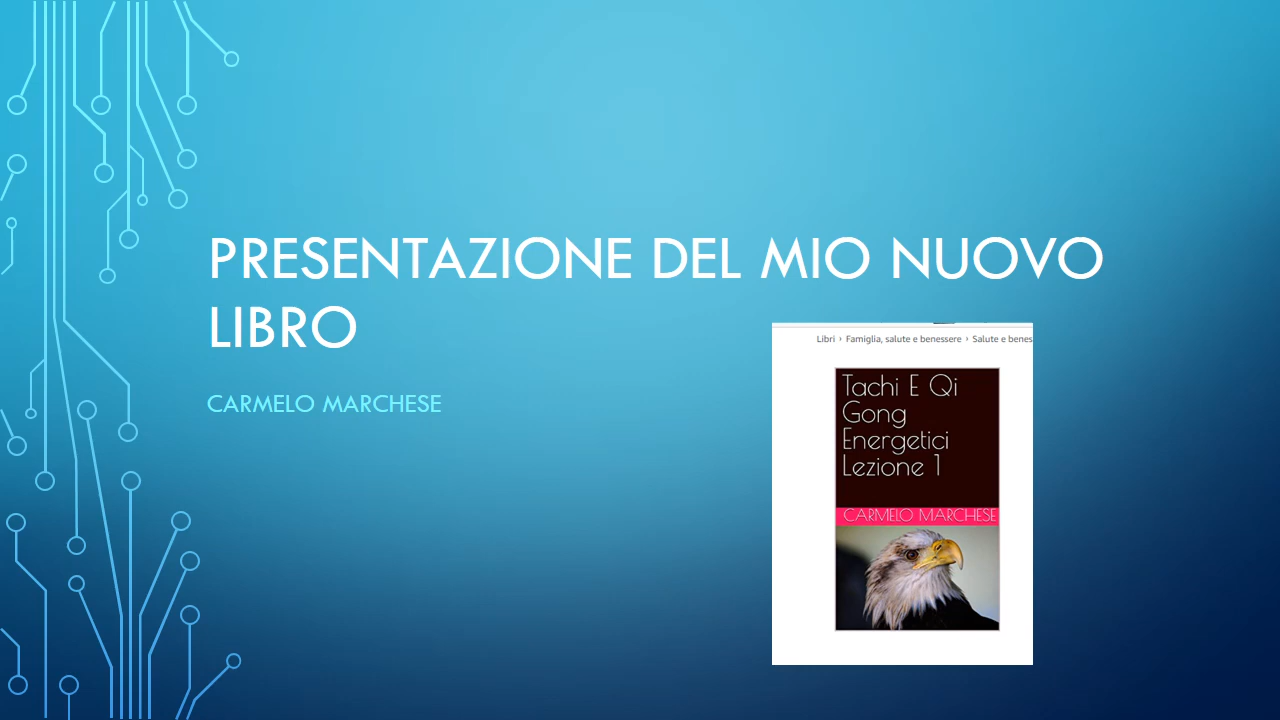 PRESENTAZIONE DEL MIO NUOVO
LIBRO
CARMELO MARCHESE
Libri › Famiglia, salute e benessere › Salute e benes
Tachi E Qi
Gong
Energetici
Lezione 1
CARMELO MARCHESE